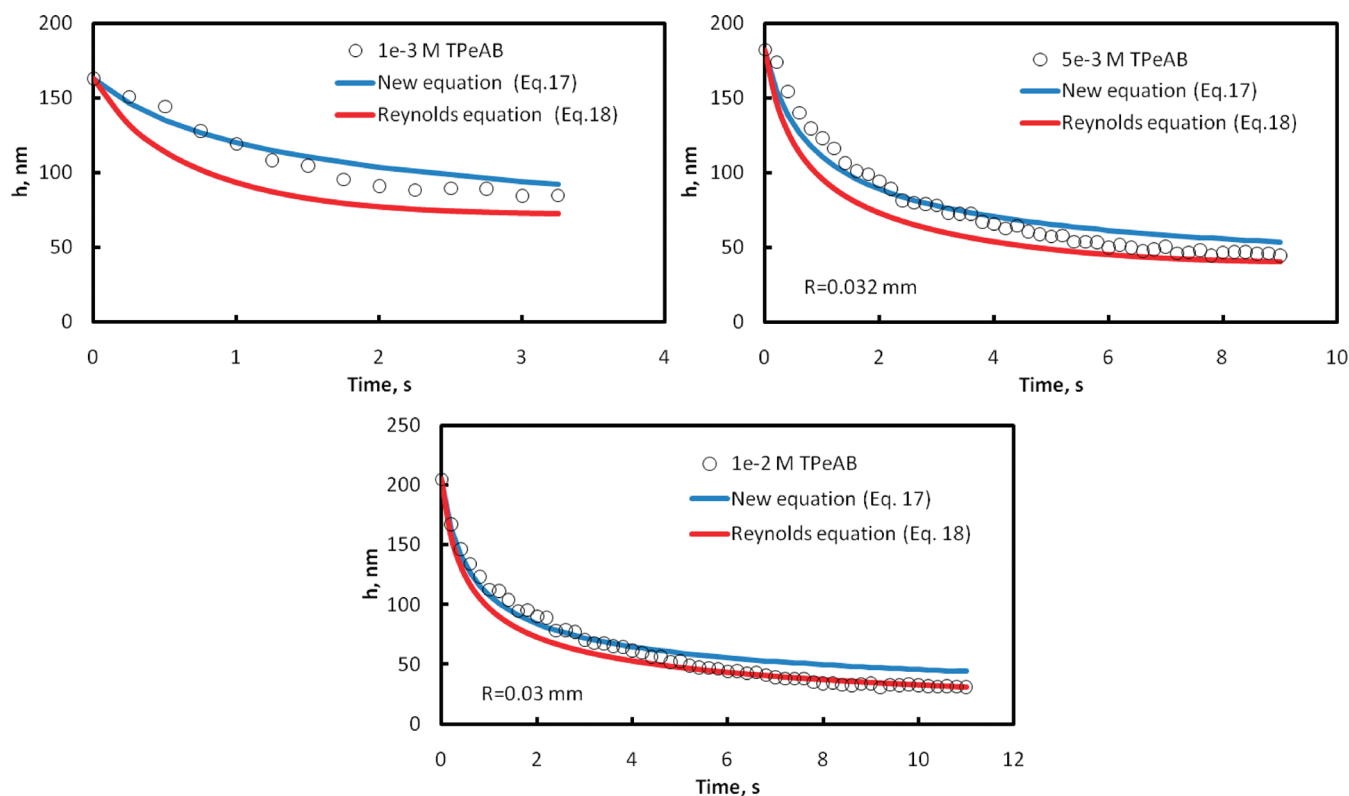 200
150
100
50
0
h, nm
1e-3 M TPeAB
New equation (Eq.17)
Reynolds equation (Eq.18)
0 1 2 3 4
Time, s
200
150
100
50
0
h, nm
5e-3 M TPeAB
New equation (Eq.17)
Reynolds equation (Eq.18)
R=0.032 mm
0 2 4 6 8 10
Time, s
250
200
150
100
50
0
h, nm
1e-2 M TPeAB
New equation (Eq. 17)
Reynolds equation (Eq. 18)
R=0.03 mm
0 2 4 6 8 10 12
Time, s